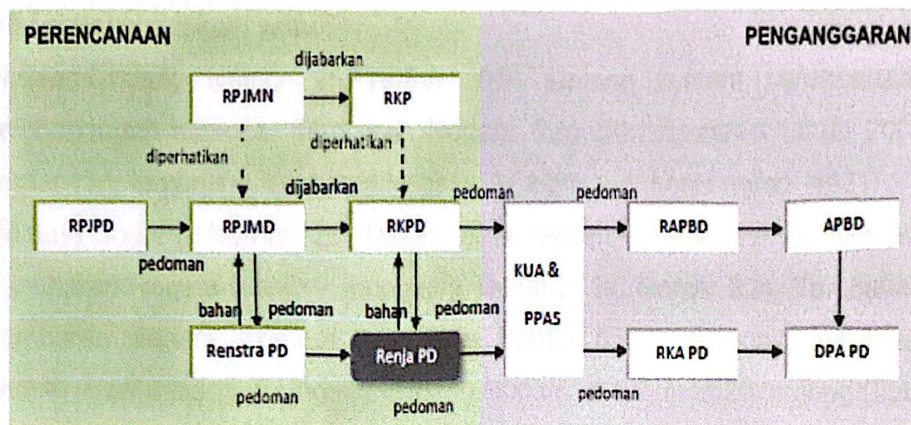 PERENCANAAN
PENGANGGARAN
dijabarkan
RPJMN
RKP
diperhatikan
diperhatikan
dijabarkan
pedoman
pedoman
RPJPD
RPJMD
RKPD
RAPBD
APBD
pedoman
KUA &
PPAS
bahan
pedoman
bahan
pedoman
Renstra PD
Renja PD
RKA PD
DPA PD
pedoman
pedoman
pedoman